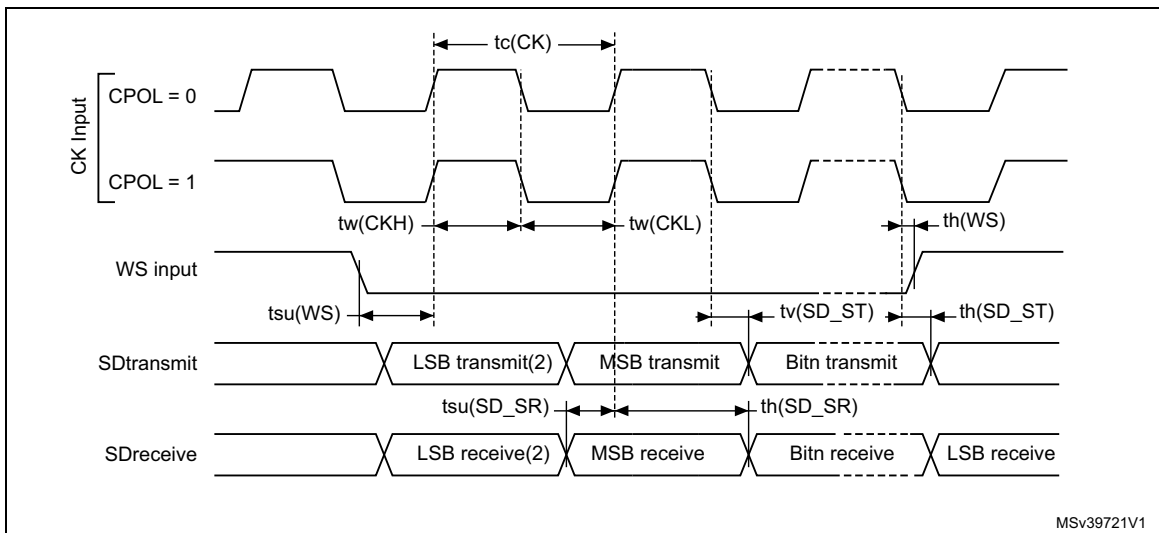 tc(CK)
CK Input
CPOL = 0
CPOL = 1
tw(CKH)
tw(CKL)
th(WS)
WS input
tsu(WS)
tv(SD_ST)
th(SD_ST)
SDtransmit
LSB transmit(2)
MSB transmit
Bitn transmit
tsu(SD_SR)
th(SD_SR)
SDreceive
LSB receive(2)
MSB receive
Bitn receive
LSB receive
MSv39721V1